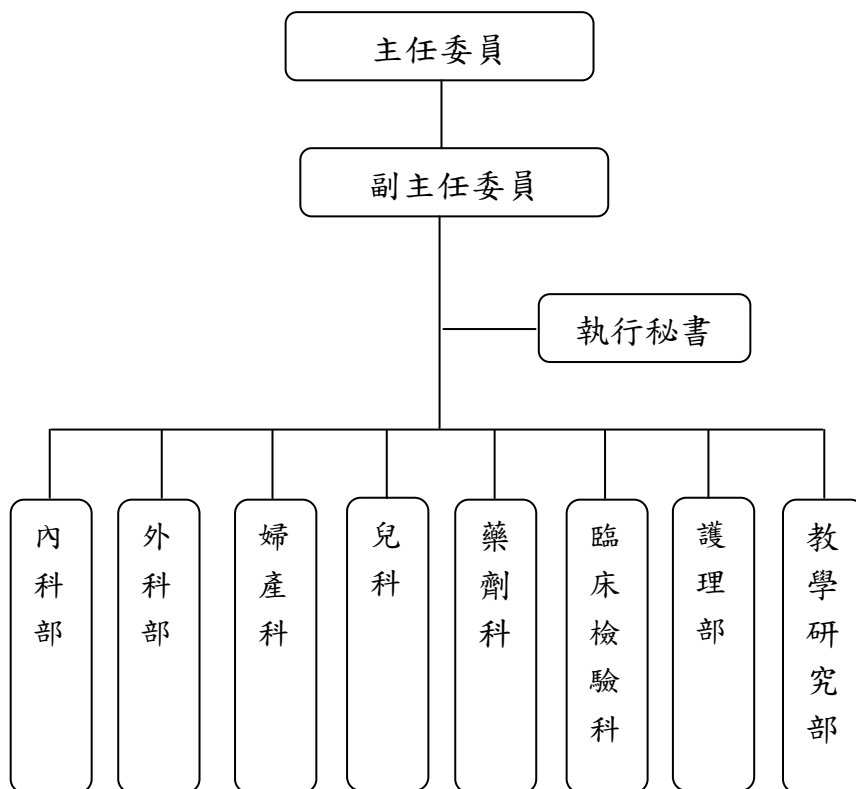 主任委員
副主任委員
執行秘書
內科部
外科部
婦產科
兒科
藥劑科
臨床檢驗科
護理部
教學研究部